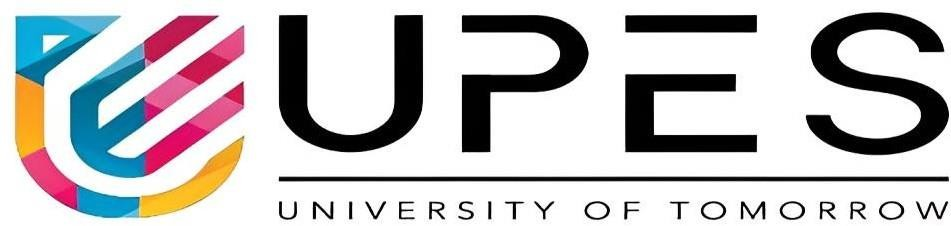 UPES
UNIVERSITY OF TOMORROW